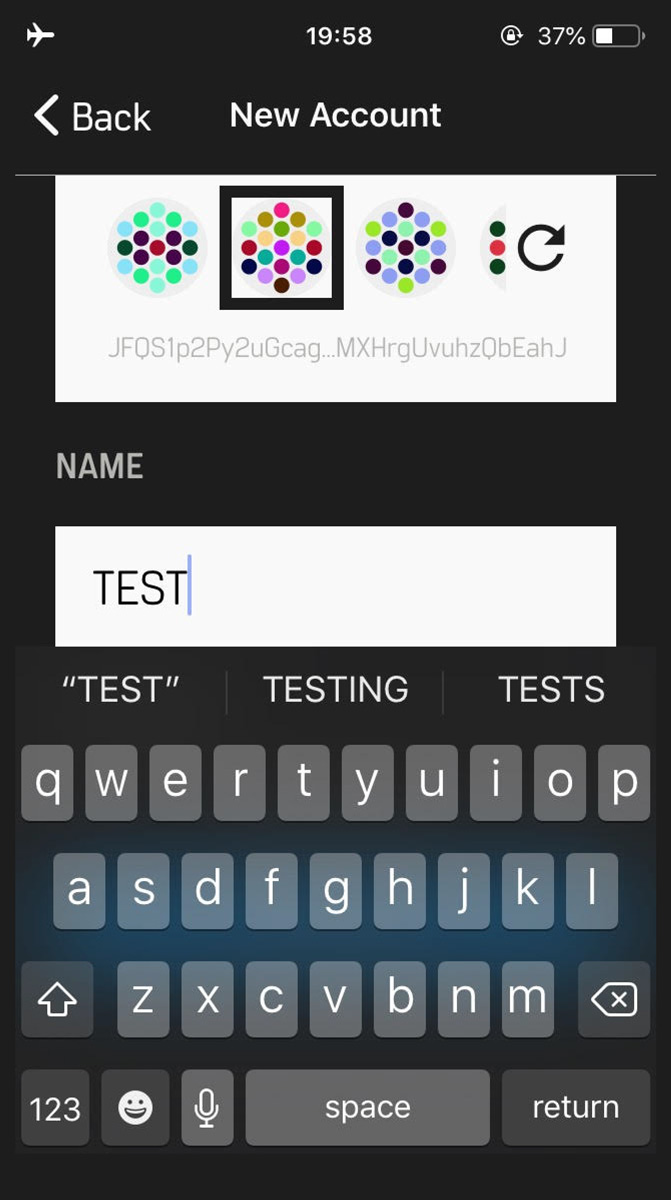 19:58 37%
Back New Account
JFQS1p2Py2uGcag...MXHrgUvuhzQbEahJ
NAME
TEST
“TEST” TESTING TESTS
q w e r t y u i o p
a s d f g h j k l
z x c v b n m
123 space return